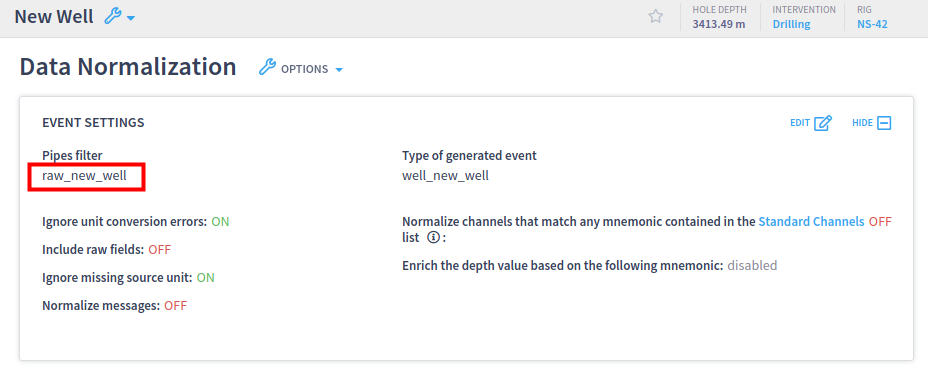 New Well
HOLE DEPTH
3413.49 m
INTERVENTION
Drilling
RIG
NS-42
Data Normalization
OPTIONS
EVENT SETTINGS
EDIT
HIDE
Pipes filter
raw_new_well
Type of generated event
well_new_well
Ignore unit conversion errors: ON
Include raw fields: OFF
Ignore missing source unit: ON
Normalize messages: OFF
Normalize channels that match any mnemonic contained in the Standard Channels OFF
list :
Enrich the depth value based on the following mnemonic: disabled